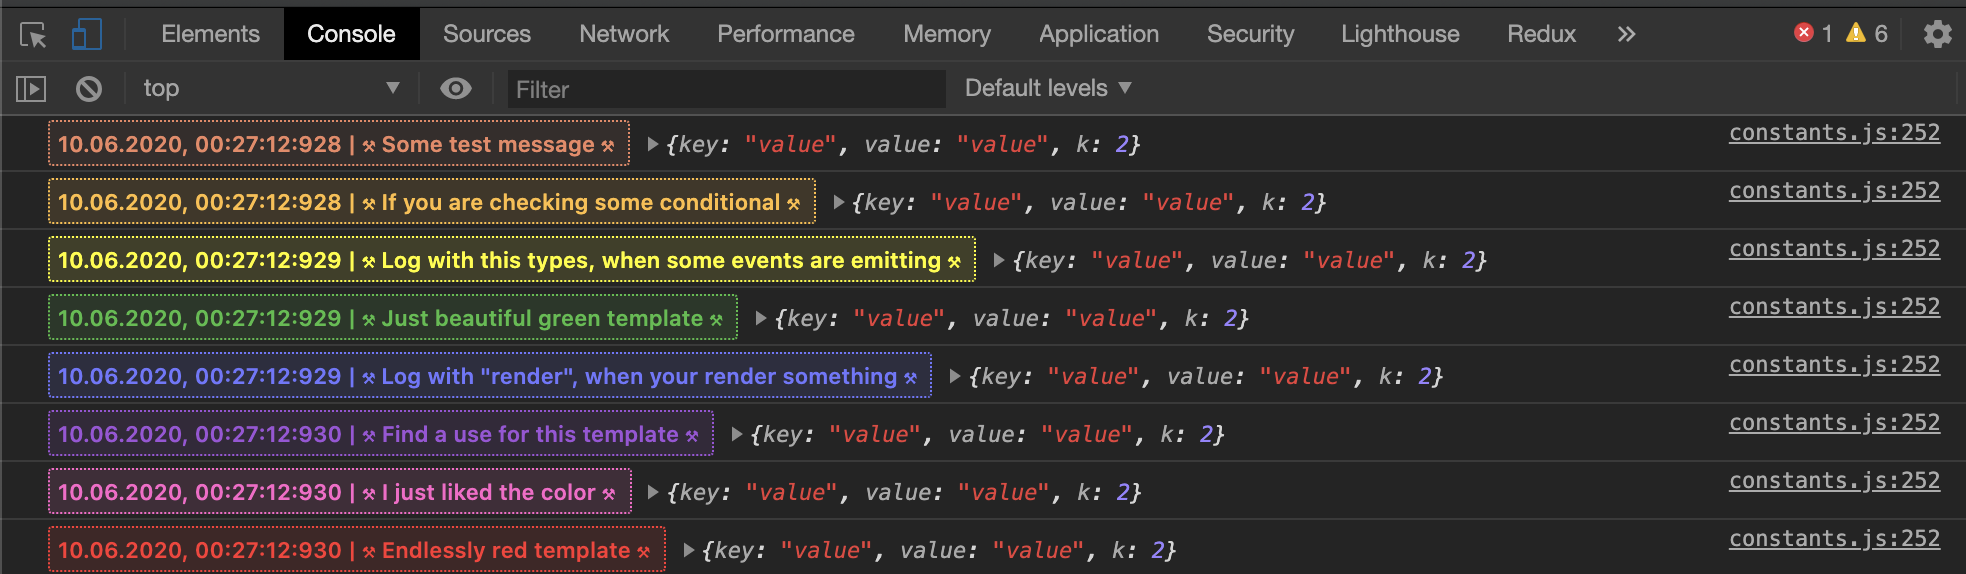 Elements Console Sources Network Performance Memory Application Security Lighthouse Redux » 1 6
top ▼ Filter Default levels ▼
10.06.2020, 00:27:12:928 | ⚒ Some test message ⚒ ▶ {key: "value", value: "value", k: 2} constants.js:252
10.06.2020, 00:27:12:928 | ⚒ If you are checking some conditional ⚒ ▶ {key: "value", value: "value", k: 2} constants.js:252
10.06.2020, 00:27:12:929 | ⚒ Log with this types, when some events are emitting ⚒ ▶ {key: "value", value: "value", k: 2} constants.js:252
10.06.2020, 00:27:12:929 | ⚒ Just beautiful green template ⚒ ▶ {key: "value", value: "value", k: 2} constants.js:252
10.06.2020, 00:27:12:929 | ⚒ Log with "render", when your render something ⚒ ▶ {key: "value", value: "value", k: 2} constants.js:252
10.06.2020, 00:27:12:930 | ⚒ Find a use for this template ⚒ ▶ {key: "value", value: "value", k: 2} constants.js:252
10.06.2020, 00:27:12:930 | ⚒ I just liked the color ⚒ ▶ {key: "value", value: "value", k: 2} constants.js:252
10.06.2020, 00:27:12:930 | ⚒ Endlessly red template ⚒ ▶ {key: "value", value: "value", k: 2} constants.js:252